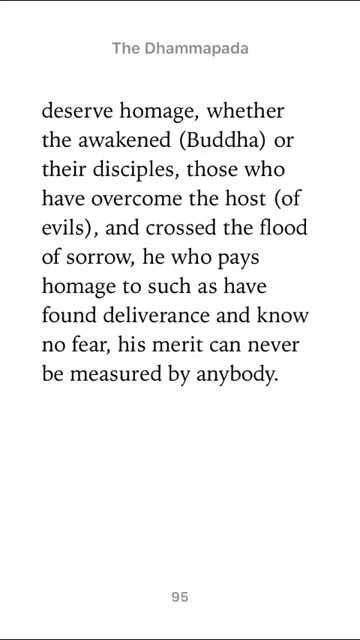 The Dhammapada
deserve homage, whether
the awakened (Buddha) or
their disciples, those who
have overcome the host (of
evils), and crossed the flood
of sorrow, he who pays
homage to such as have
found deliverance and know
no fear, his merit can never
be measured by anybody.
95